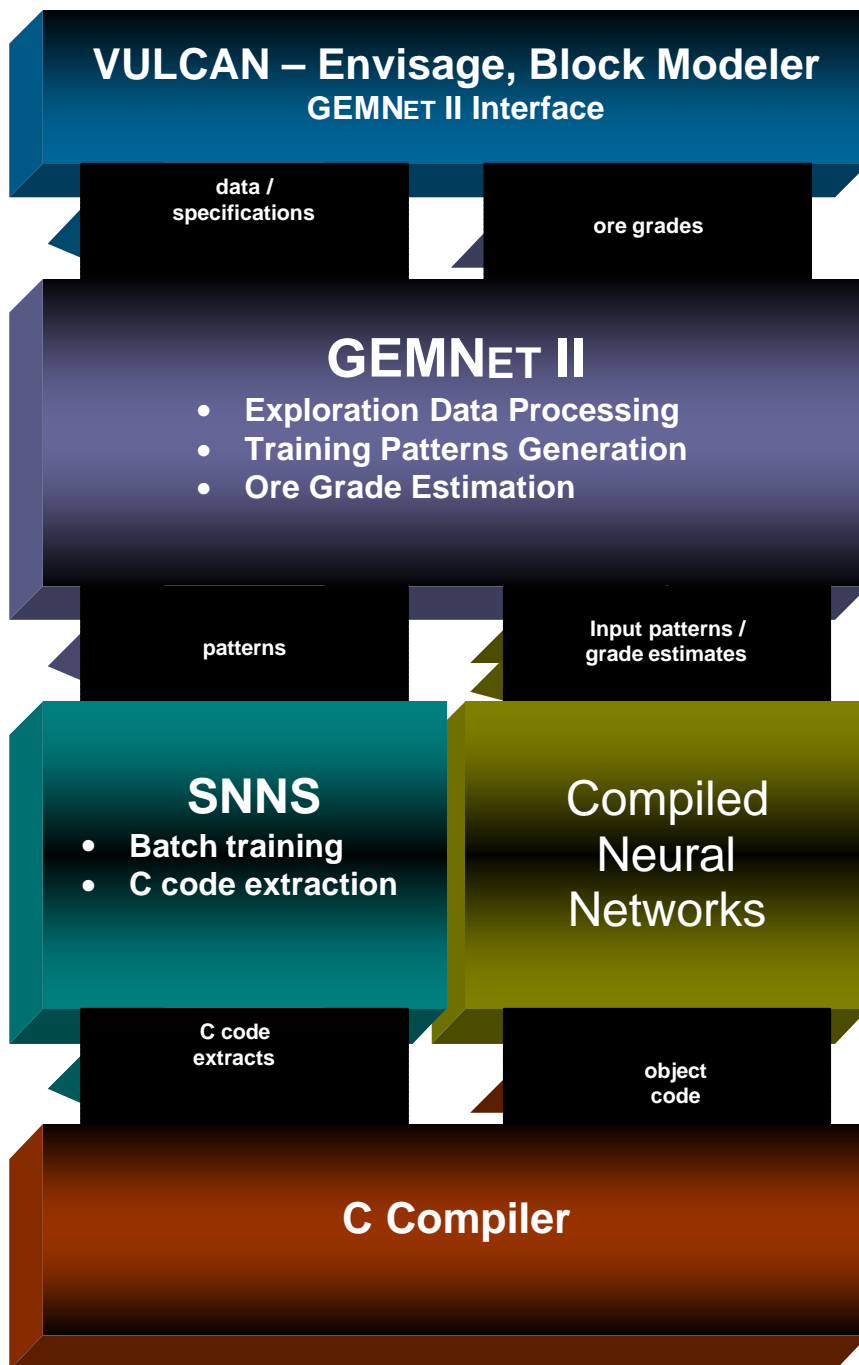 VULCAN – Envisage, Block Modeler
GEMNET II Interface
data /
specifications
ore grades
GEMNET II
• Exploration Data Processing
• Training Patterns Generation
• Ore Grade Estimation
patterns
Input patterns /
grade estimates
SNNS
• Batch training
• C code extraction
Compiled
Neural
Networks
C code
extracts
object
code
C Compiler